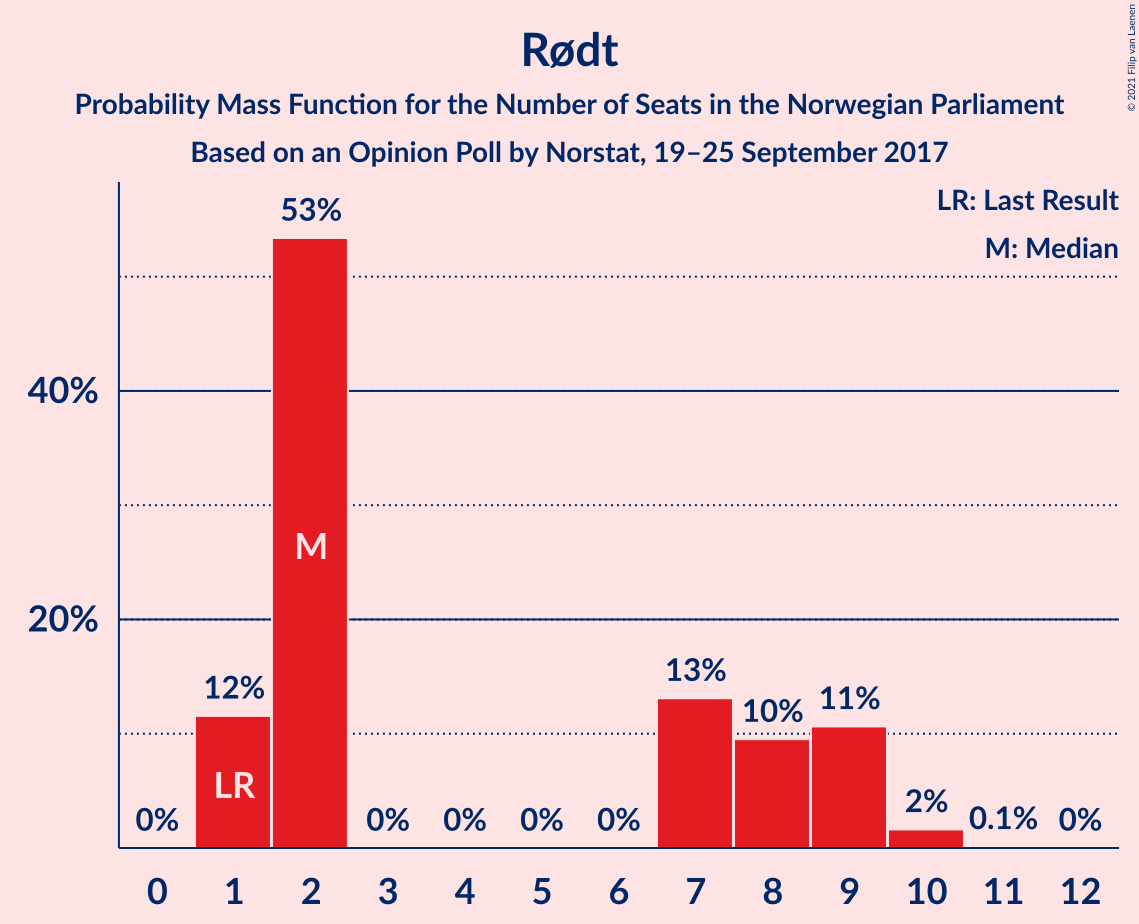 Rødt
Probability Mass Function for the Number of Seats in the Norwegian Parliament
Based on an Opinion Poll by Norstat, 19–25 September 2017
© 2021 Filip van Laenen
LR: Last Result
M: Median
53%
40%
M
20%
13%
12%
11%
10%
LR
2%
0%
0%
0%
0%
0%
0.1%
0%
0 1 2 3 4 5 6 7 8 9 10 11 12